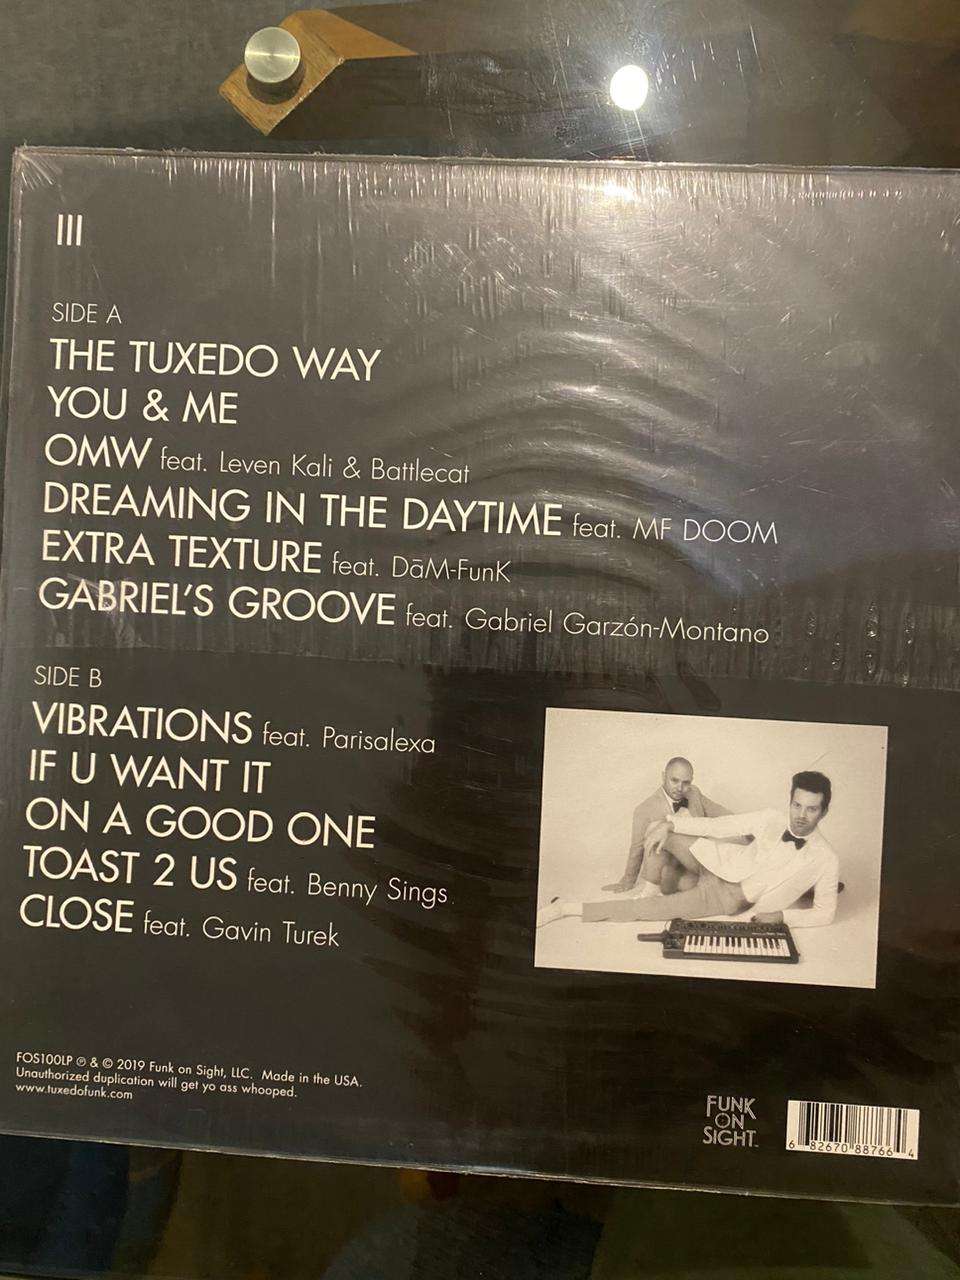 III
SIDE A
THE TUXEDO WAY
YOU & ME
OMW feat. Leven Kali & Battlecat
DREAMING IN THE DAYTIME feat. MF DOOM
EXTRA TEXTURE feat. DāM-FunK
GABRIEL'S GROOVE feat. Gabriel Garzón-Montano
SIDE B
VIBRATIONS feat. Parisalexa
IF U WANT IT
ON A GOOD ONE
TOAST 2 US feat. Benny Sings
CLOSE feat. Gavin Turek
FOS100LP ℗ & © 2019 Funk on Sight, LLC. Made in the USA.
Unauthorized duplication will get yo ass whooped.
www.tuxedofunk.com
FUNK
ON
SIGHT
6 82670 88766 4